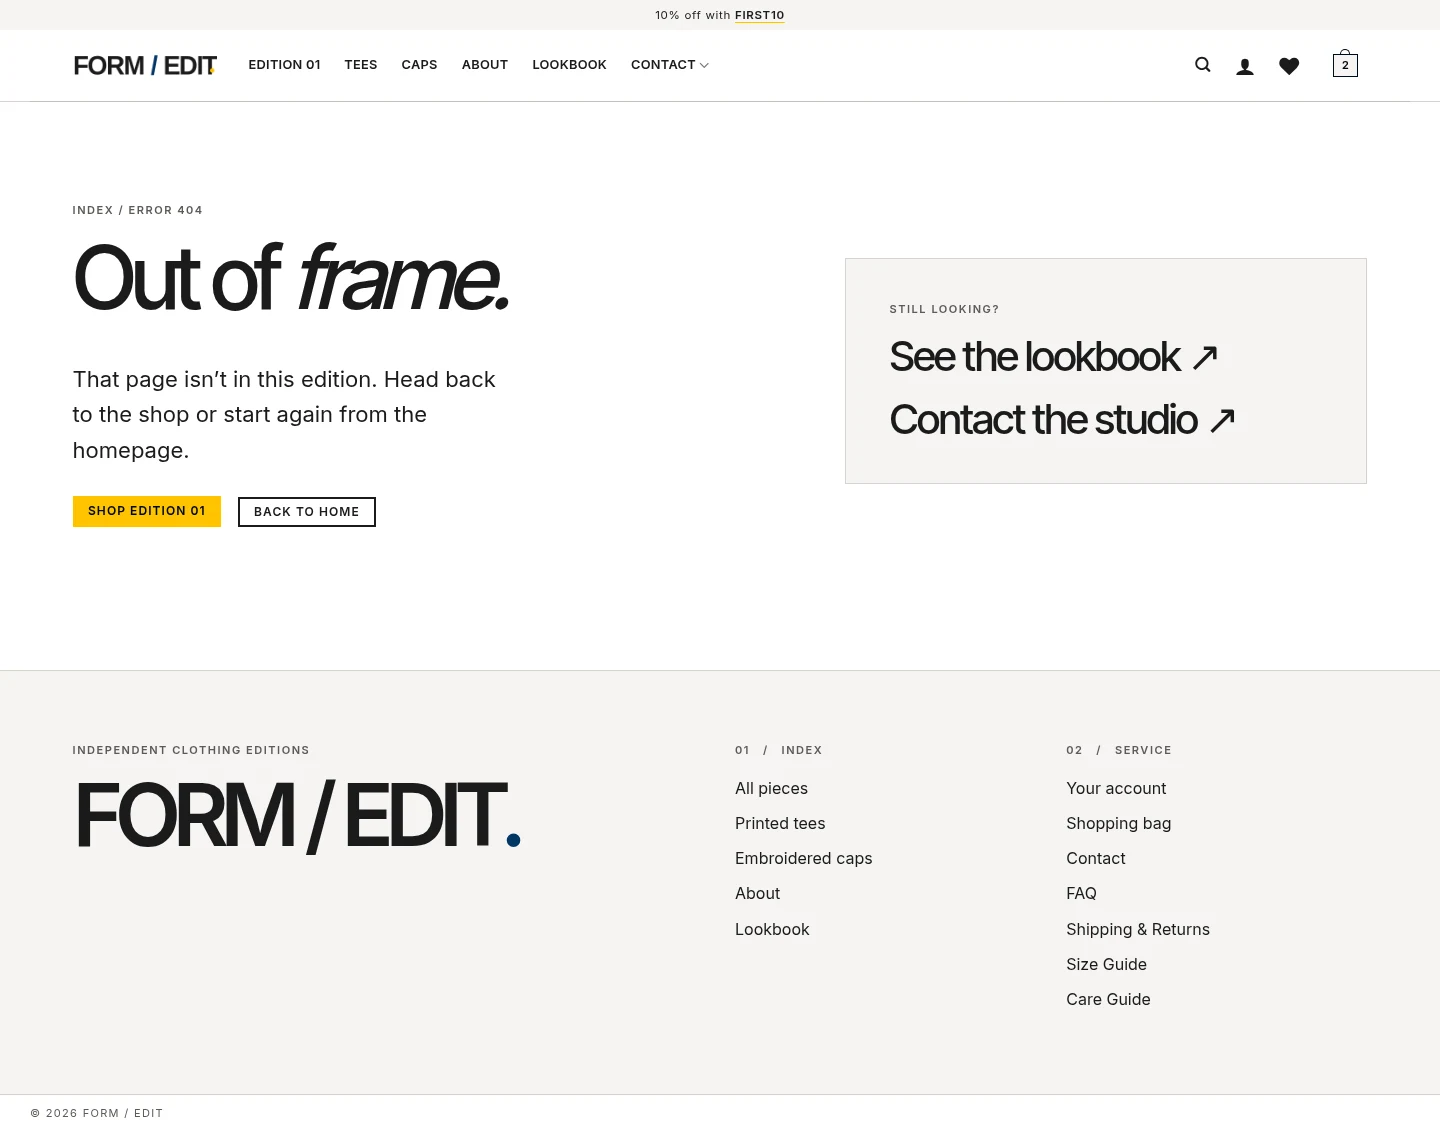 10% off with FIRST10
FORM / EDIT.
EDITION 01
TEES
CAPS
ABOUT
LOOKBOOK
CONTACT
2
INDEX / ERROR 404
Out of frame.
That page isn’t in this edition. Head back
to the shop or start again from the
homepage.
SHOP EDITION 01
BACK TO HOME
STILL LOOKING?
See the lookbook ↗
Contact the studio ↗
INDEPENDENT CLOTHING EDITIONS
FORM / EDIT.
01 / INDEX
All pieces
Printed tees
Embroidered caps
About
Lookbook
02 / SERVICE
Your account
Shopping bag
Contact
FAQ
Shipping & Returns
Size Guide
Care Guide
© 2026 FORM / EDIT